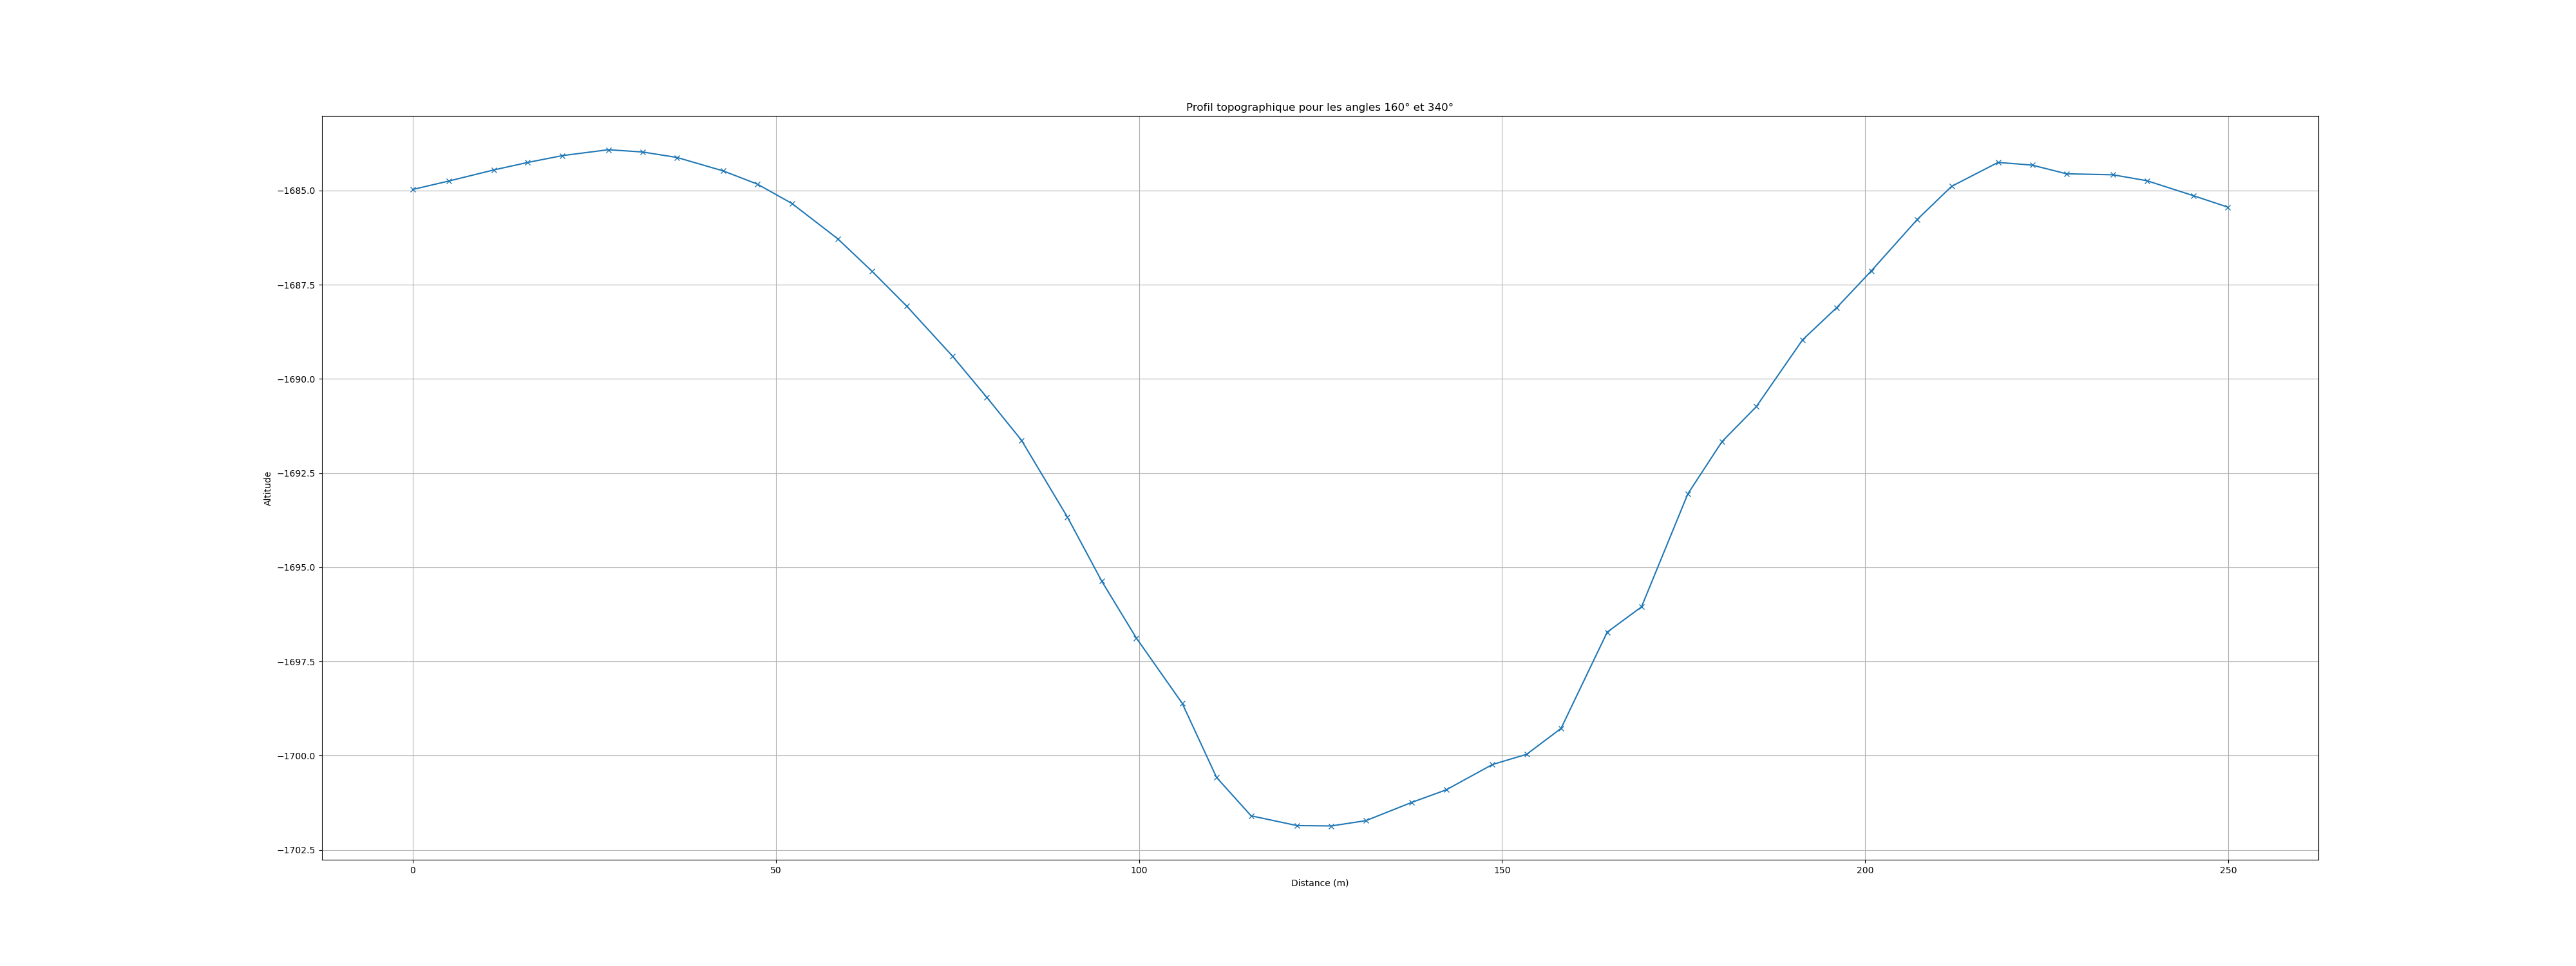 Profil topographique pour les angles 160° et 340°
Altitude
−1685.0
−1687.5
−1690.0
−1692.5
−1695.0
−1697.5
−1700.0
−1702.5
0 50 100 150 200 250
Distance (m)